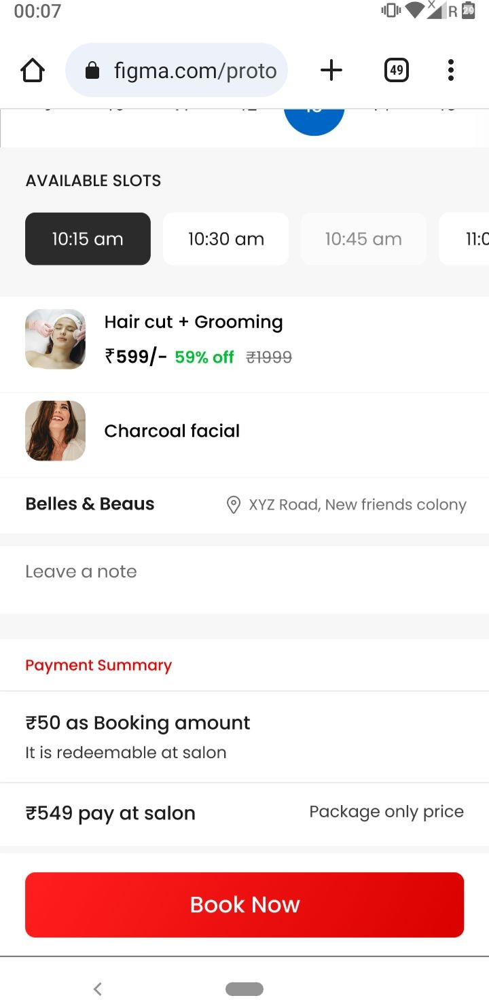 00:07
X
R
29
figma.com/proto
49
AVAILABLE SLOTS
10:15 am
10:30 am
10:45 am
Hair cut + Grooming
₹599/- 59% off ₹1999
Charcoal facial
Belles & Beaus
XYZ Road, New friends colony
Leave a note
Payment Summary
₹50 as Booking amount
It is redeemable at salon
₹549 pay at salon
Package only price
Book Now